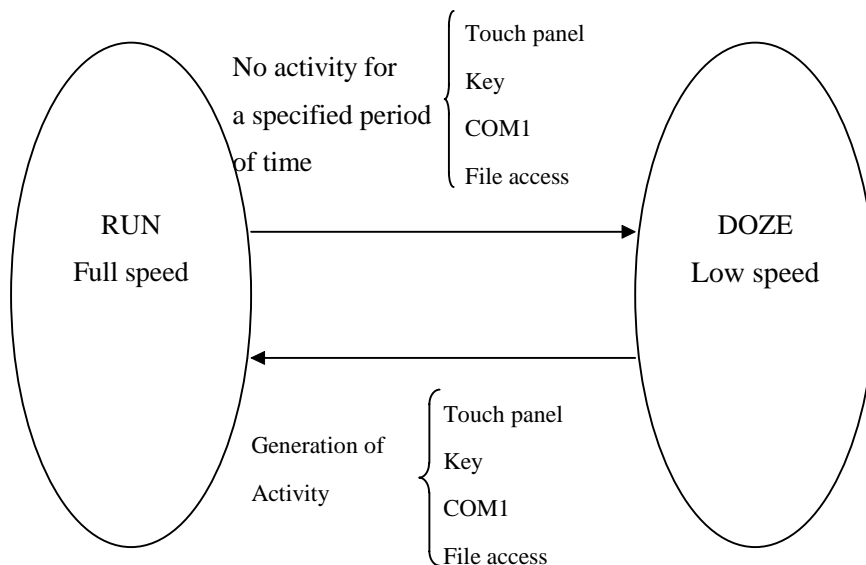 Touch panel
No activity for
Key
a specified period
COM1
of time
File access
RUN
Full speed
DOZE
Low speed
Touch panel
Generation of
Key
Activity
COM1
File access